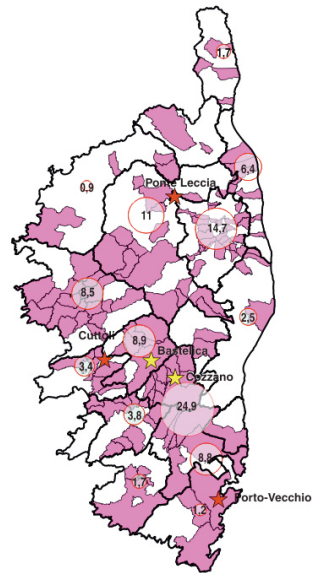 1,7
6,4
0,9
Ponte Leccia
11
14,7
8,5
2,5
Cuttoli
8,9
Bastelica
3,4
Cozzano
24,9
3,8
8,8
1,7
Porto-Vecchio
1,2